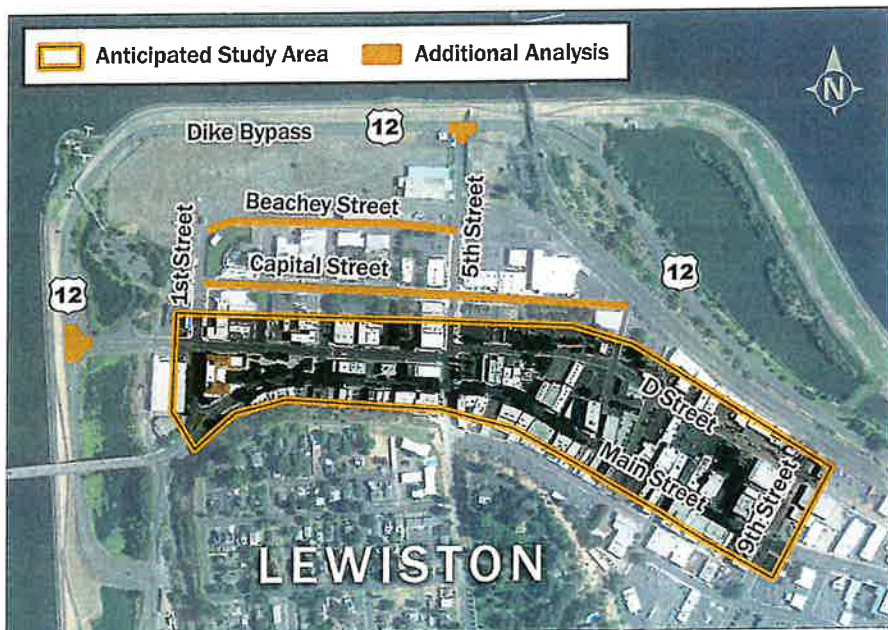 Anticipated Study Area
Additional Analysis
N
Dike Bypass
12
Beachey Street
1st Street
5th Street
Capital Street
12
12
D Street
Main Street
9th Street
LEWISTON